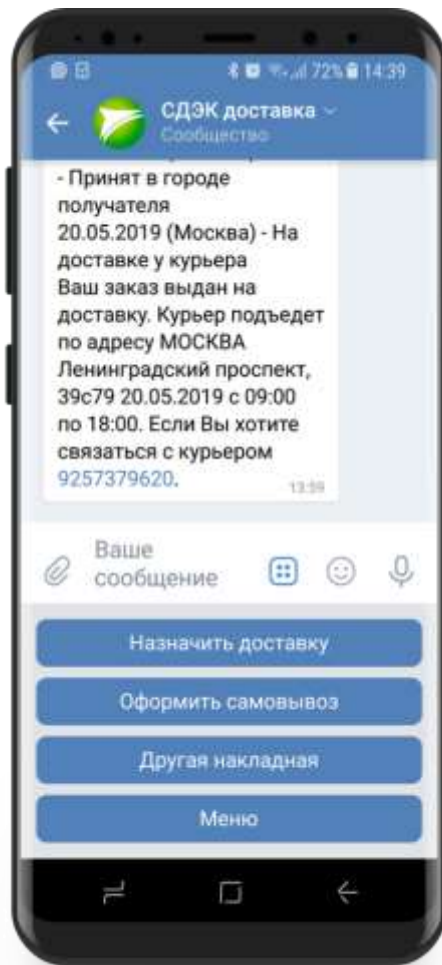 72% 14:39
СДЭК доставка
Сообщество
- Принят в городе
получателя
20.05.2019 (Москва) - На
доставке у курьера
Ваш заказ выдан на
доставку. Курьер подъедет
по адресу МОСКВА
Ленинградский проспект,
39с79 20.05.2019 с 09:00
по 18:00. Если Вы хотите
связаться с курьером
9257379620.
13:59
Ваше
сообщение
Назначить доставку
Оформить самовывоз
Другая накладная
Меню